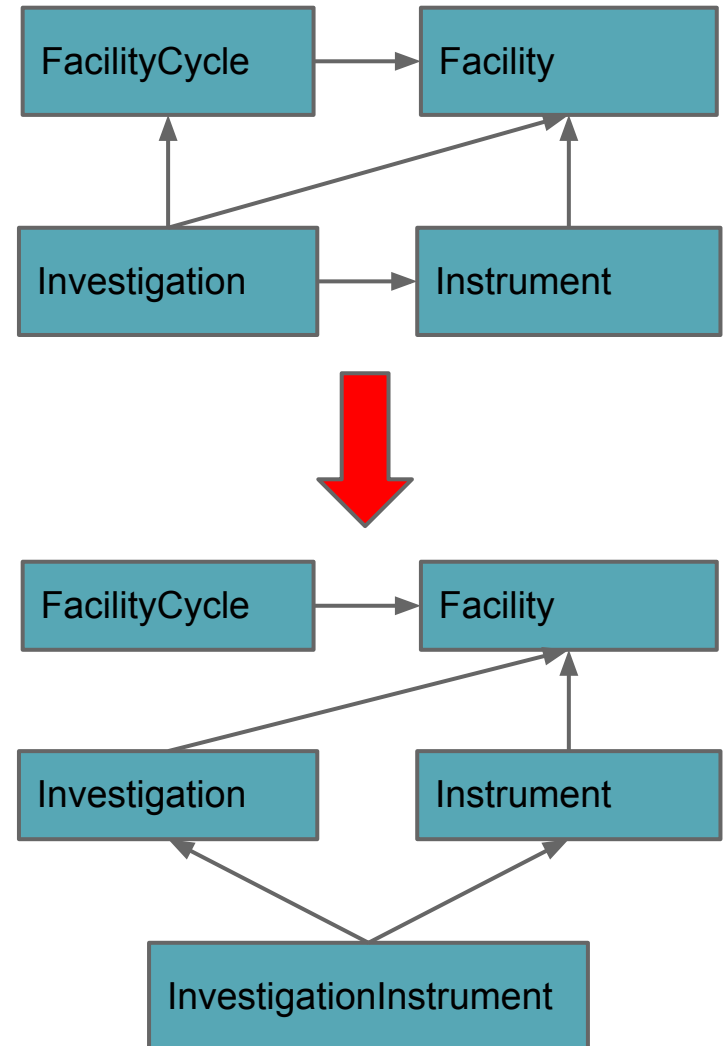 FacilityCycle
Facility
Investigation
Instrument
FacilityCycle
Facility
Investigation
Instrument
InvestigationInstrument